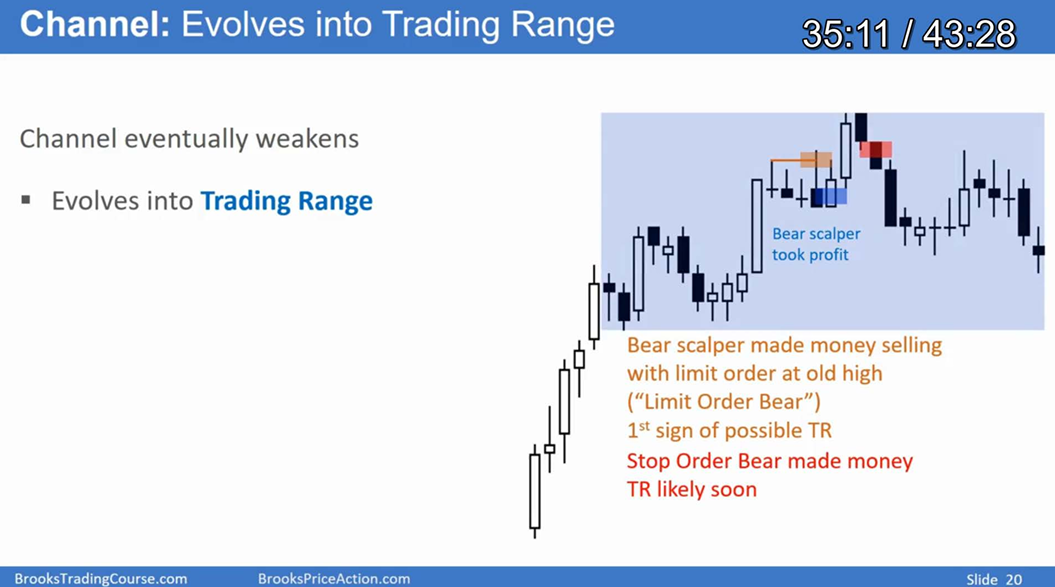 Channel: Evolves into Trading Range
35:11 / 43:28
Channel eventually weakens
▪ Evolves into Trading Range
Bear scalper
took profit
Bear scalper made money selling
with limit order at old high
("Limit Order Bear")
1st sign of possible TR
Stop Order Bear made money
TR likely soon
BrooksTradingCourse.com
BrooksPriceAction.com
Slide 20